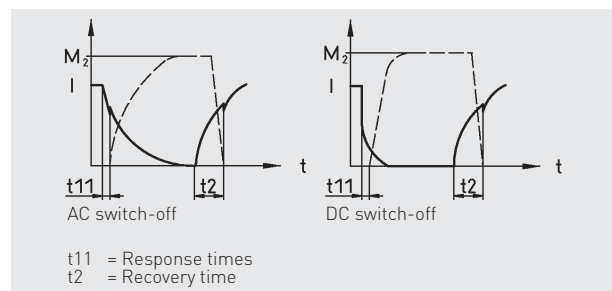 M₂ M₂
I I
t t
t11 t2 t11 t2
AC switch-off DC switch-off
t11 = Response times
t2 = Recovery time